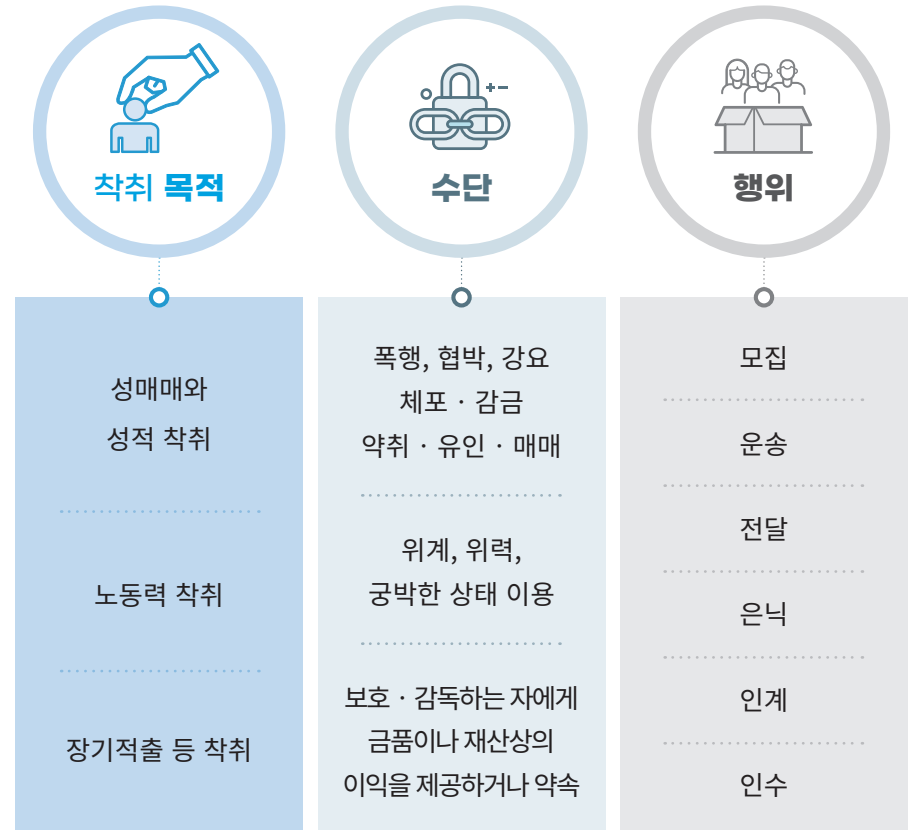 착취 목적
성매매와
성적 착취
노동력 착취
장기적출 등 착취
수단
폭행, 협박, 강요
체포 · 감금
약취 · 유인 · 매매
위계, 위력,
궁박한 상태 이용
보호 · 감독하는 자에게
금품이나 재산상의
이익을 제공하거나 약속
행위
모집
운송
전달
은닉
인계
인수